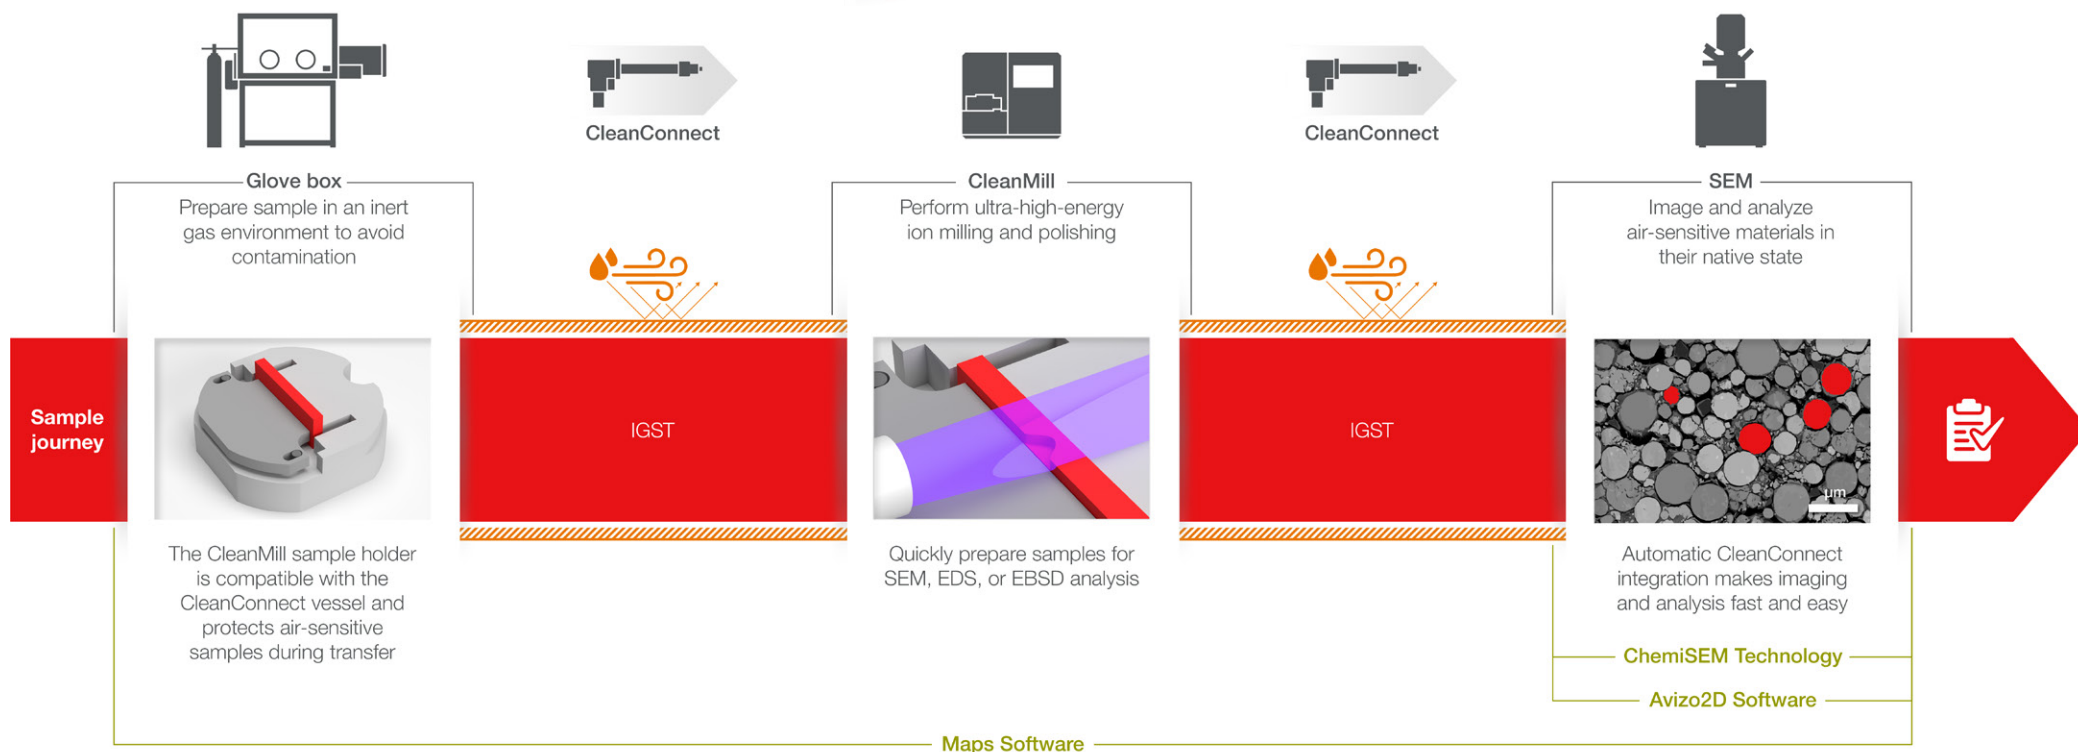 CleanConnect
CleanConnect
Glove box
Prepare sample in an inert
gas environment to avoid
contamination
CleanMill
Perform ultra-high-energy
ion milling and polishing
SEM
Image and analyze
air-sensitive materials in
their native state
Sample
journey
IGST
IGST
µm
The CleanMill sample holder
is compatible with the
CleanConnect vessel and
protects air-sensitive
samples during transfer
Quickly prepare samples for
SEM, EDS, or EBSD analysis
Automatic CleanConnect
integration makes imaging
and analysis fast and easy
ChemiSEM Technology
Avizo2D Software
Maps Software